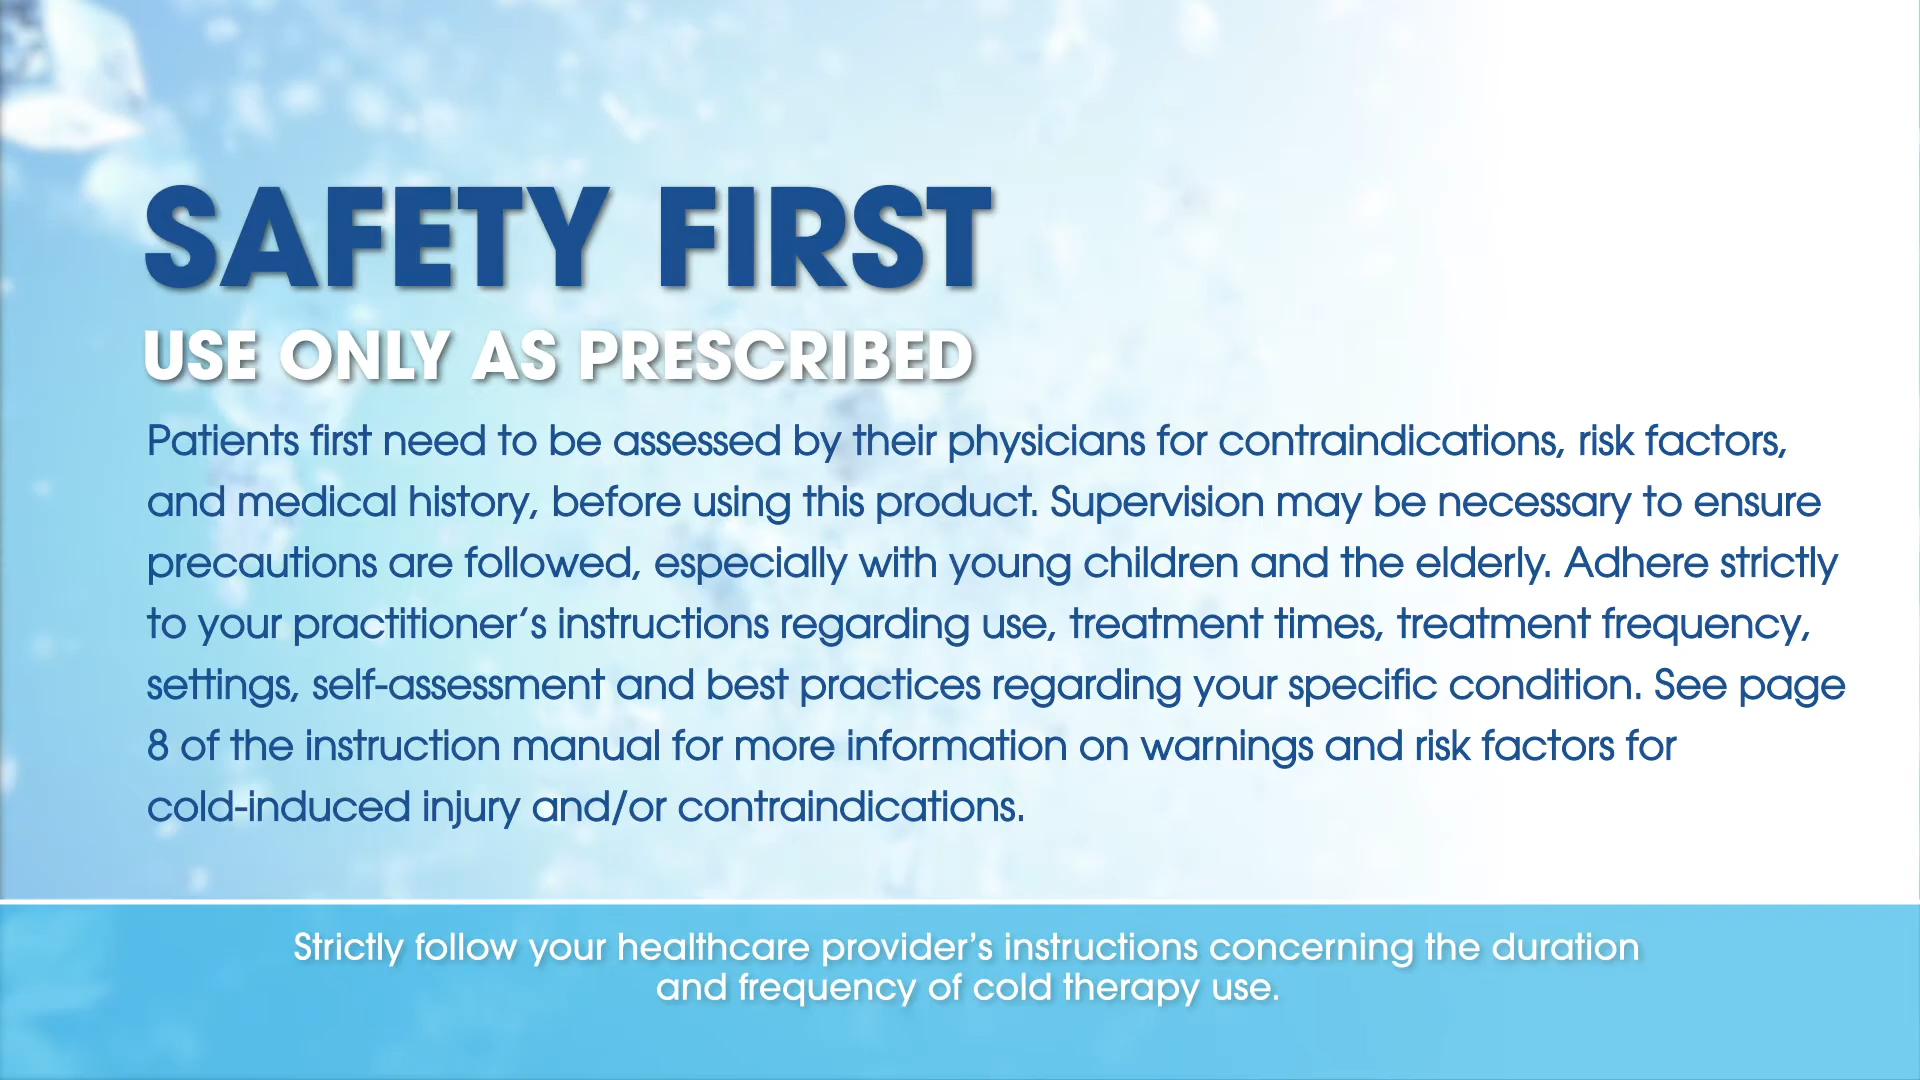 SAFETY FIRST
USE ONLY AS PRESCRIBED
Patients first need to be assessed by their physicians for contraindications, risk factors,
and medical history, before using this product. Supervision may be necessary to ensure
precautions are followed, especially with young children and the elderly. Adhere strictly
to your practitioner’s instructions regarding use, treatment times, treatment frequency,
settings, self-assessment and best practices regarding your specific condition. See page
8 of the instruction manual for more information on warnings and risk factors for
cold-induced injury and/or contraindications.
Strictly follow your healthcare provider’s instructions concerning the duration
and frequency of cold therapy use.